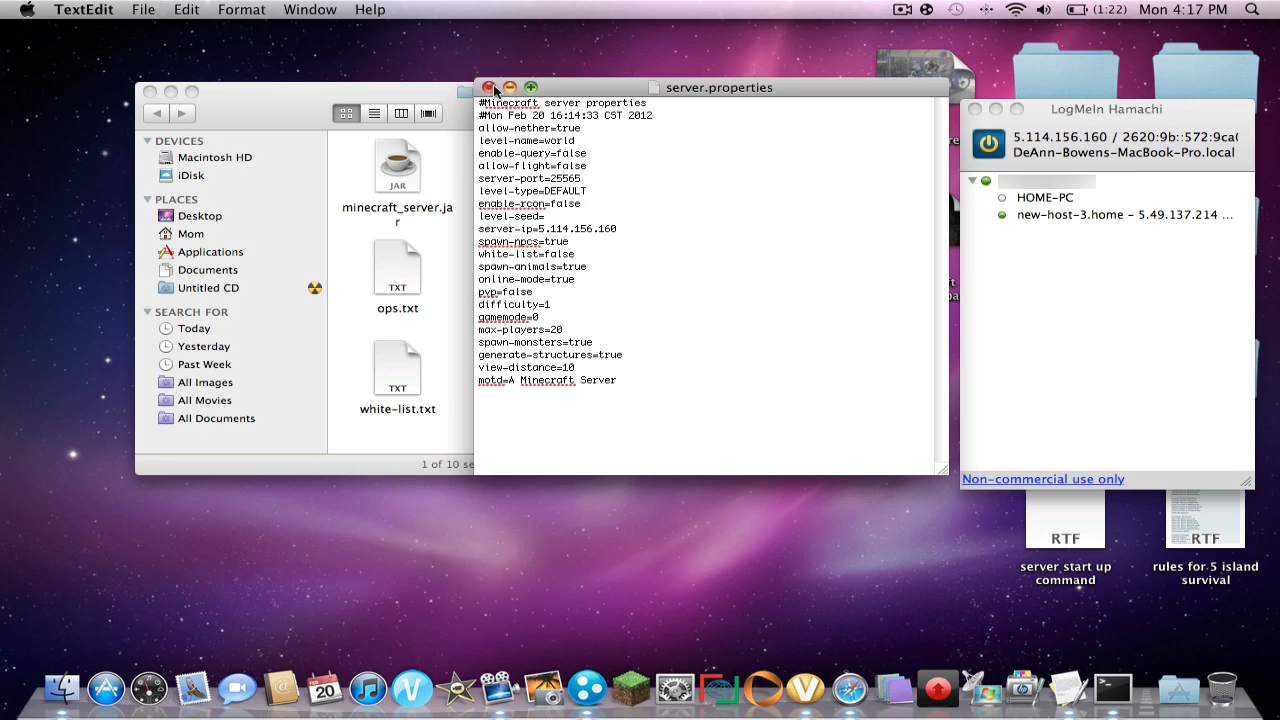 TextEdit File Edit Format Window Help (1:22) Mon 4:17 PM
DEVICES
Macintosh HD
iDisk
PLACES
Desktop
Mom
Applications
Documents
Untitled CD
SEARCH FOR
Today
Yesterday
Past Week
All Images
All Movies
All Documents
JAR
minecraft_server.ja
r
TXT
ops.txt
TXT
white-list.txt
1 of 10 se
server.properties
#Minecraft server properties
#Mon Feb 20 16:14:33 CST 2012
allow-nether=true
level-name=world
enable-query=false
allow-flight=false
server-port=25565
level-type=DEFAULT
enable-rcon=false
level-seed=
server-ip=5.114.156.160
spawn-npcs=true
white-list=false
spawn-animals=true
online-mode=true
pvp=false
difficulty=1
gamemode=0
max-players=20
spawn-monsters=true
generate-structures=true
view-distance=10
motd=A Minecraft Server
LogMeIn Hamachi
5.114.156.160 / 2620:9b::572:9ca(
DeAnn-Bowens-MacBook-Pro.local
HOME-PC
new-host-3.home - 5.49.137.214 ...
Non-commercial use only
RTF
server start up
command
RTF
rules for 5 island
survival
FEB
20